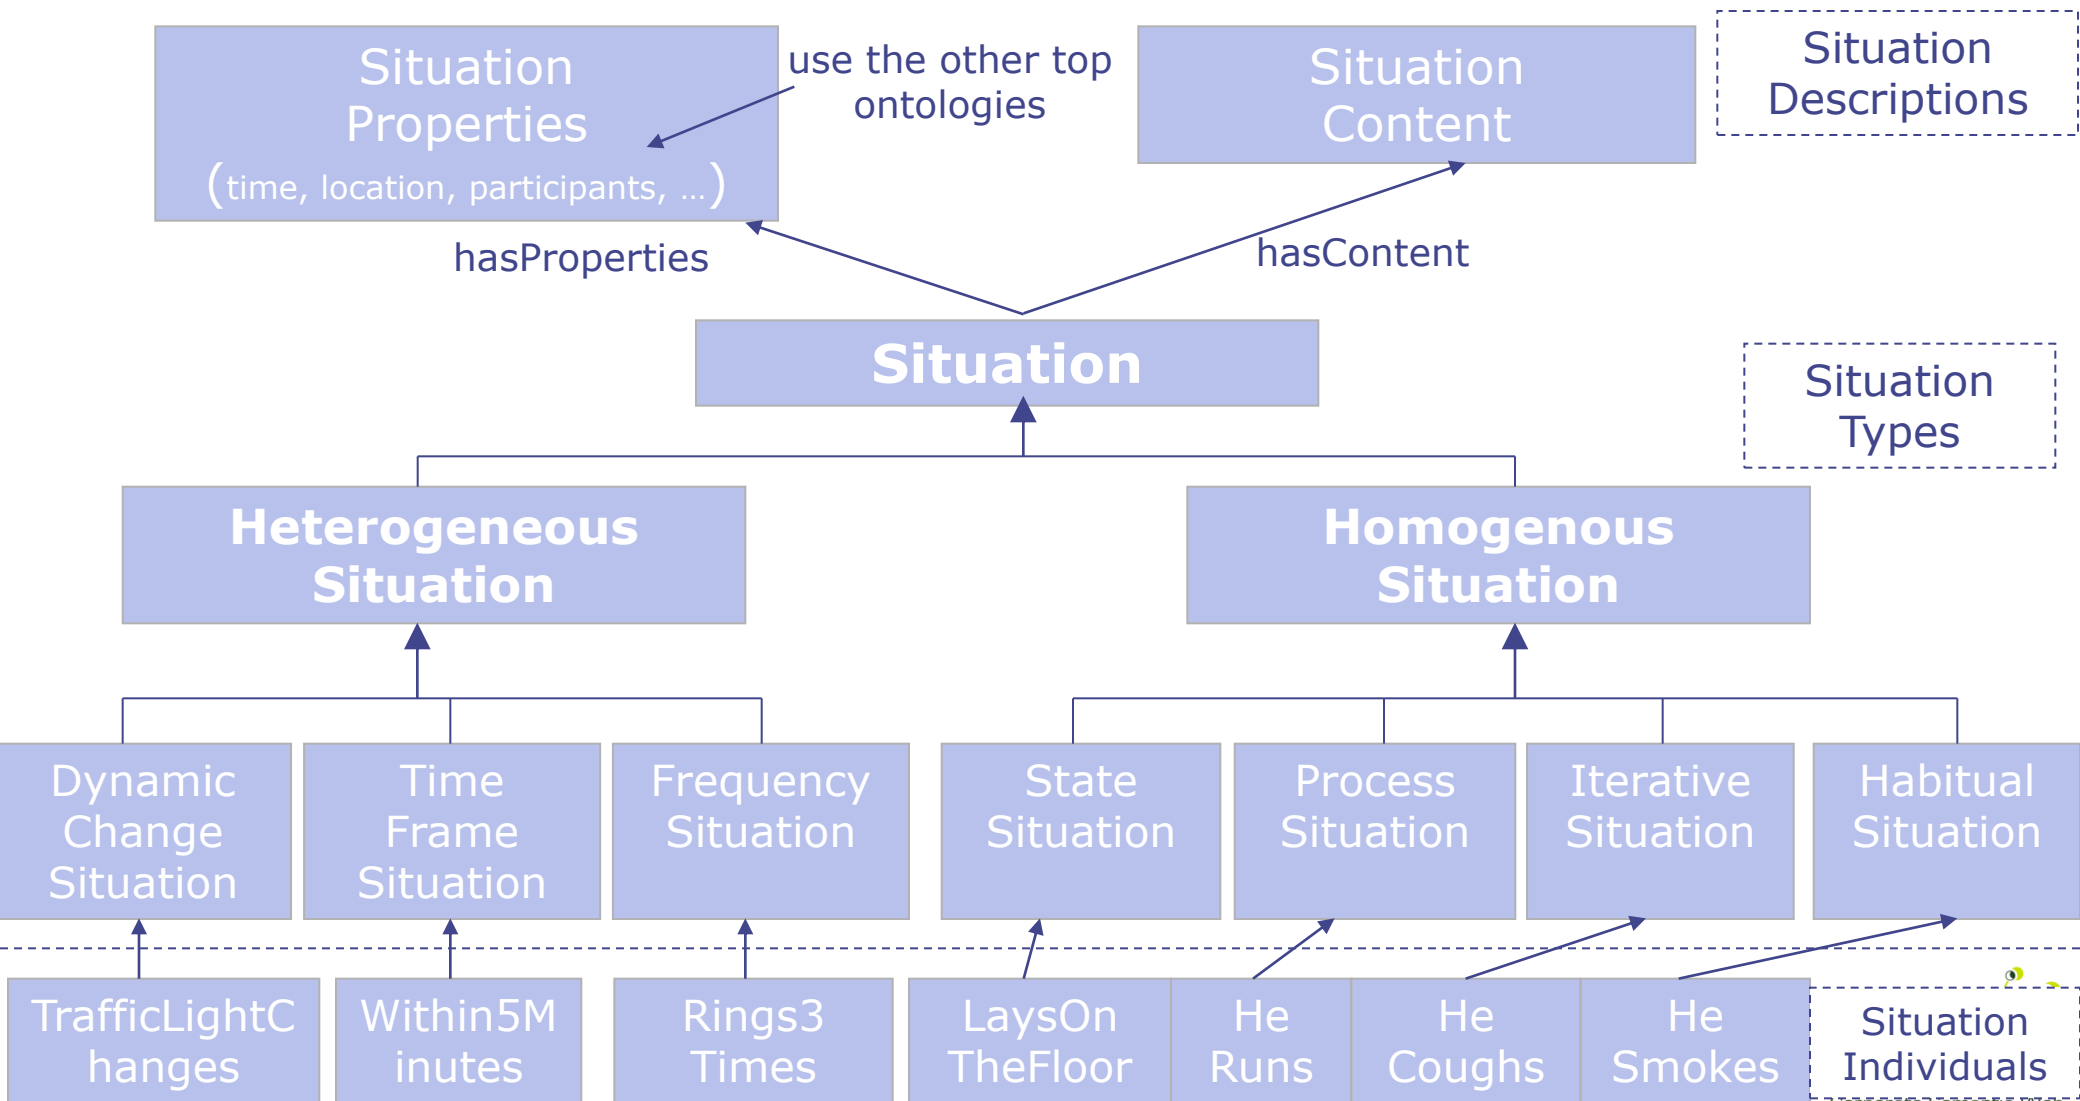 Situation
Properties
(time, location, participants, ...)
use the other top
ontologies
Situation
Content
Situation
Descriptions
hasProperties
hasContent
Situation
Situation
Types
Heterogeneous
Situation
Homogenous
Situation
Dynamic
Change
Situation
Time
Frame
Situation
Frequency
Situation
State
Situation
Process
Situation
Iterative
Situation
Habitual
Situation
TrafficLightC
hanges
Within5M
inutes
Rings3
Times
LaysOn
TheFloor
He
Runs
He
Coughs
He
Smokes
Situation
Individuals